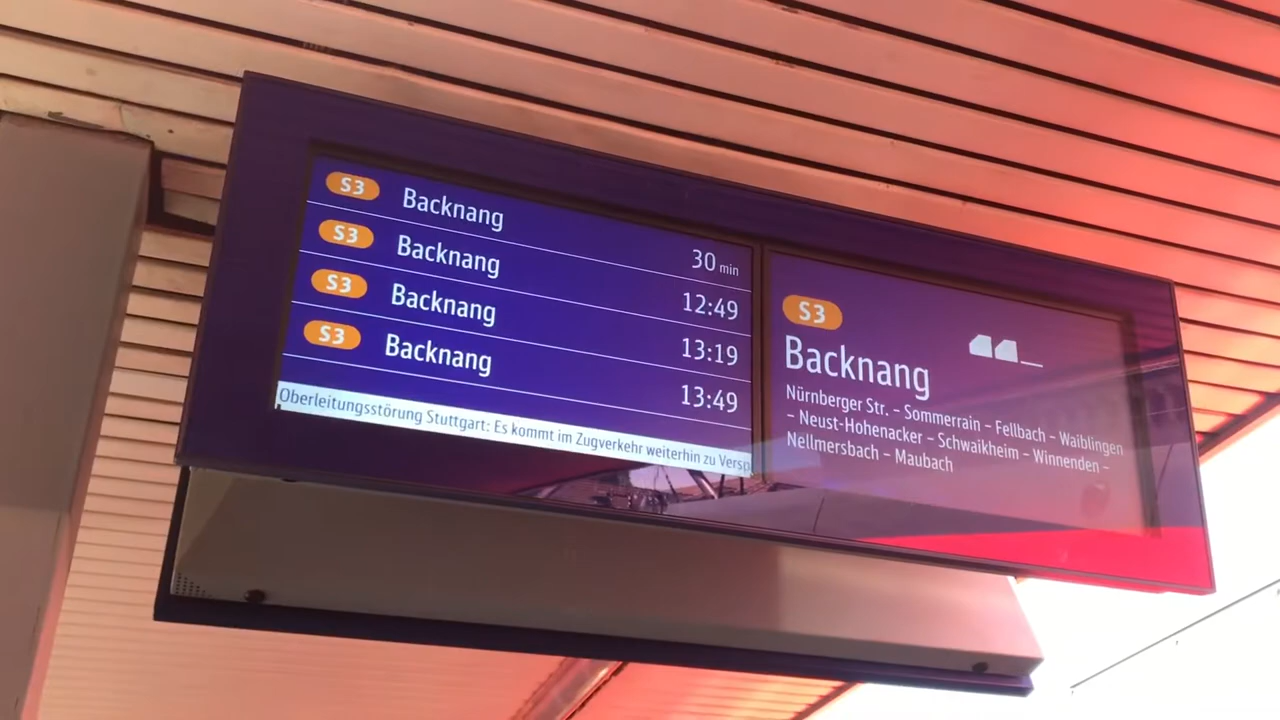 S3 Backnang 30 min
S3 Backnang 12:49
S3 Backnang 13:19
S3 Backnang 13:49
Oberleitungsstörung Stuttgart: Es kommt im Zugverkehr weiterhin zu Versp
S3
Backnang
Nürnberger Str. – Sommerrain – Fellbach – Waiblingen
– Neust-Hohenacker – Schwaikheim – Winnenden –
Nellmersbach – Maubach